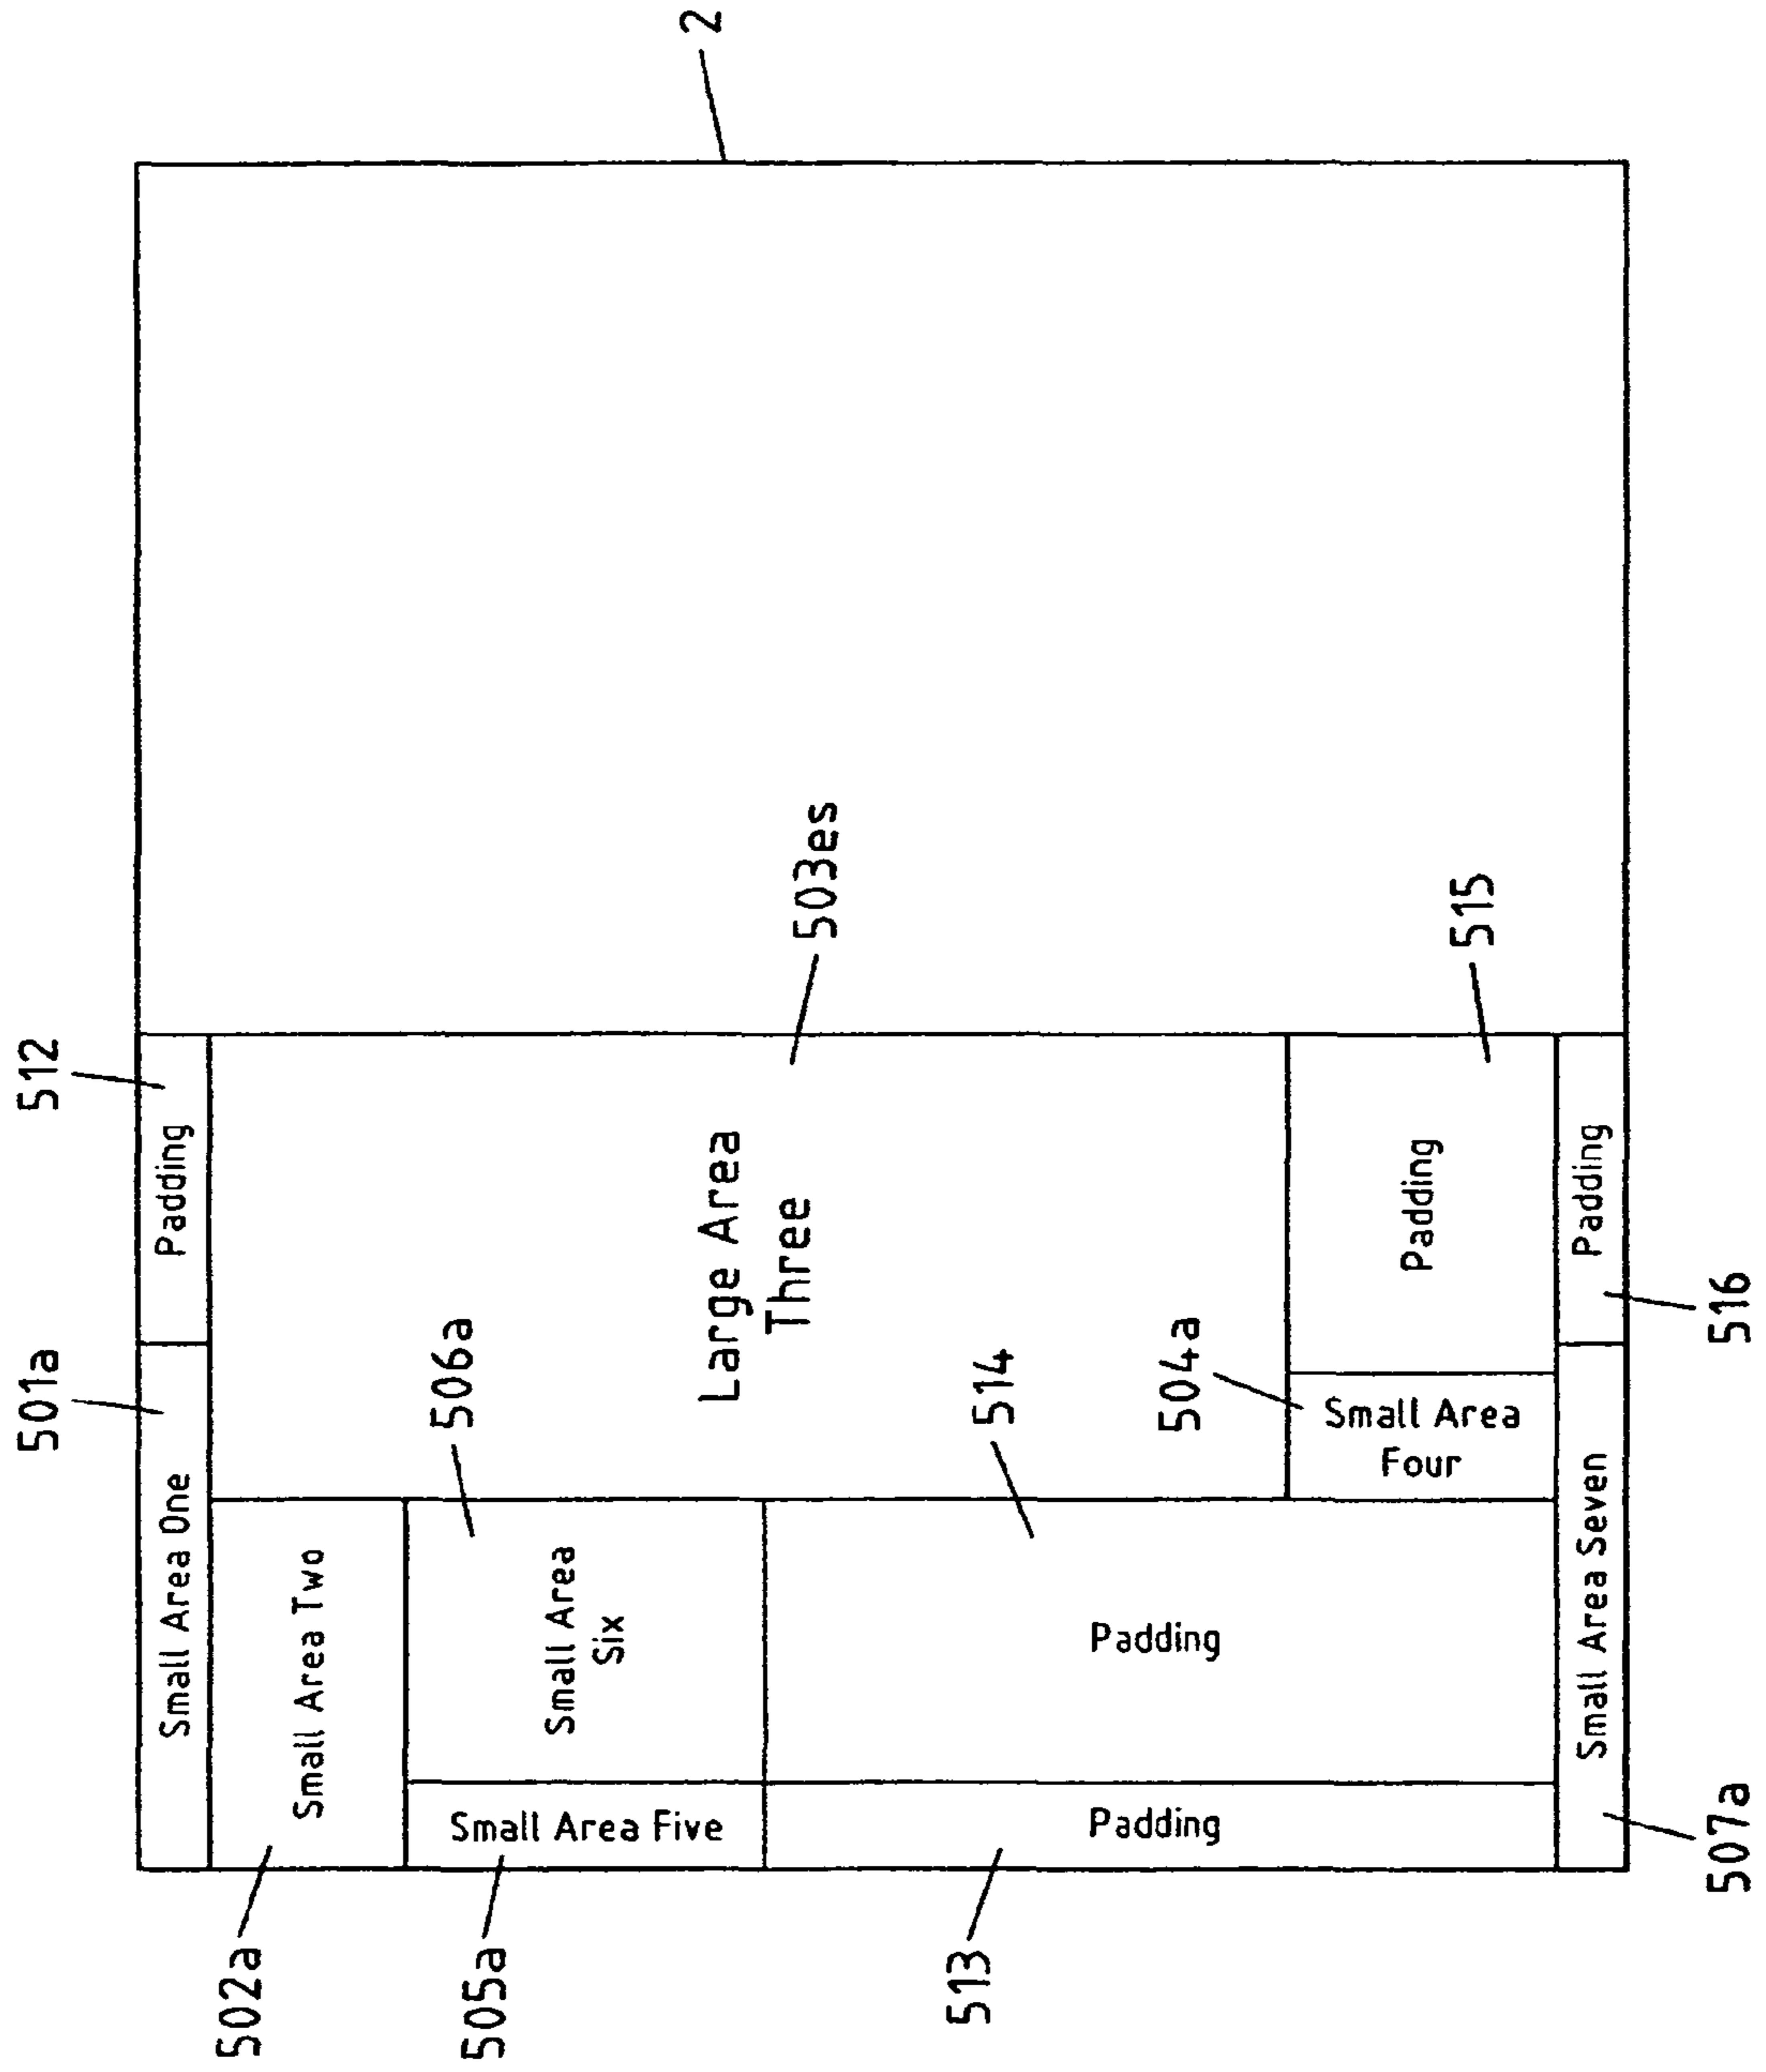 2
512
501a
Padding
Small Area One
503es
Large Area
Three
506a
514
504a
515
Padding
Padding
516
Small Area
Four
Small Area Two
Small Area
Six
Padding
Small Area Seven
Small Area Five
Padding
507a
502a
505a
513